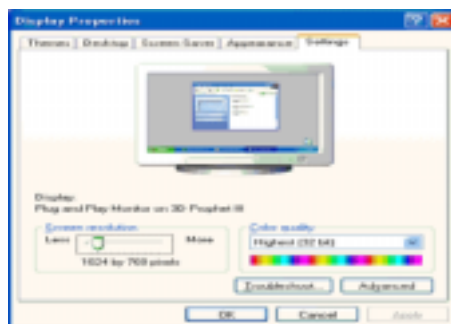 Display Properties
Themes Desktop Screen Saver Appearance Settings
Display:
Plug and Play Monitor on 3D Prophet III
Screen resolution
Less More
1024 by 768 pixels
Color quality
Highest (32 bit)
Troubleshoot... Advanced
OK Cancel Apply